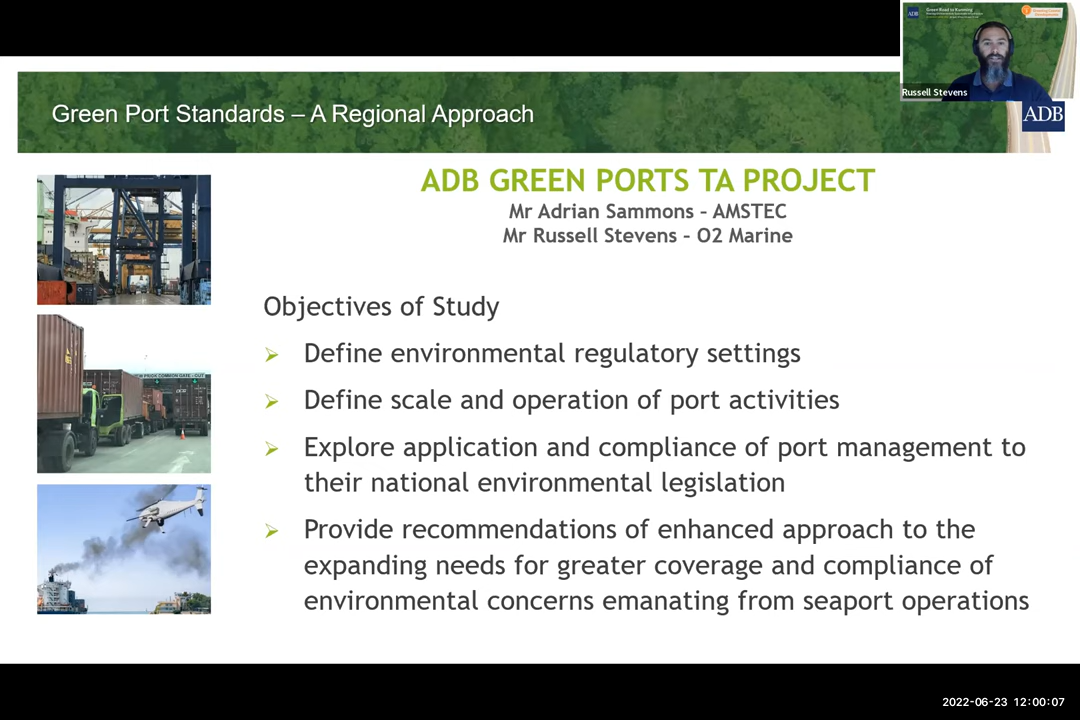 ADB
Green Road to Kunming
Russell Stevens
Green Port Standards – A Regional Approach
ADB
ADB GREEN PORTS TA PROJECT
Mr Adrian Sammons - AMSTEC
Mr Russell Stevens - O2 Marine
Objectives of Study
Define environmental regulatory settings
Define scale and operation of port activities
Explore application and compliance of port management to
their national environmental legislation
Provide recommendations of enhanced approach to the
expanding needs for greater coverage and compliance of
environmental concerns emanating from seaport operations
2022-06-23 12:00:07